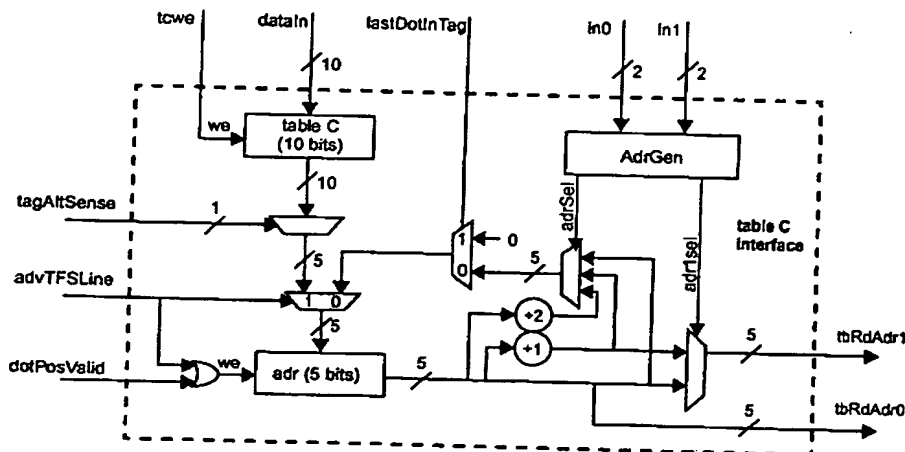 tcwe
dataIn
lastDotInTag
In0
In1
10
2
2
table C
(10 bits)
we
AdrGen
10
tagAltSense
1
adrSel
adr1sel
table C
Interface
1
0
0
5
5
advTFSLine
1 0
5
+2
+1
dotPosValid
we
adr (5 bits)
5
5
tbRdAdr1
5
tbRdAdr0